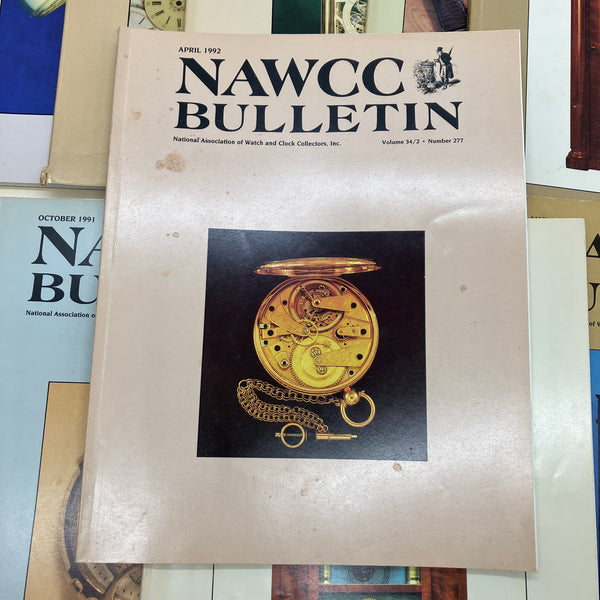 APRIL 1992
NAWCC
BULLETIN
National Association of Watch and Clock Collectors, Inc. Volume 34/2 • Number 277
OCTOBER 1991
NA
BU
National Association o